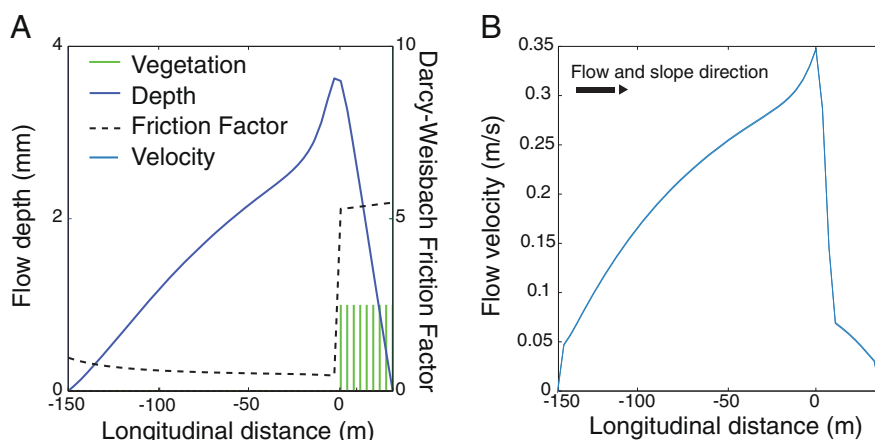 A
4
2
0
Flow depth (mm)
Vegetation
Depth
Friction Factor
Velocity
10
5
0
Darcy-Weisbach Friction Factor
-150
-100
-50
0
Longitudinal distance (m)
B
0.35
0.3
0.25
0.2
0.15
0.1
0.05
0
Flow velocity (m/s)
Flow and slope direction
-150
-100
-50
0
Longitudinal distance (m)